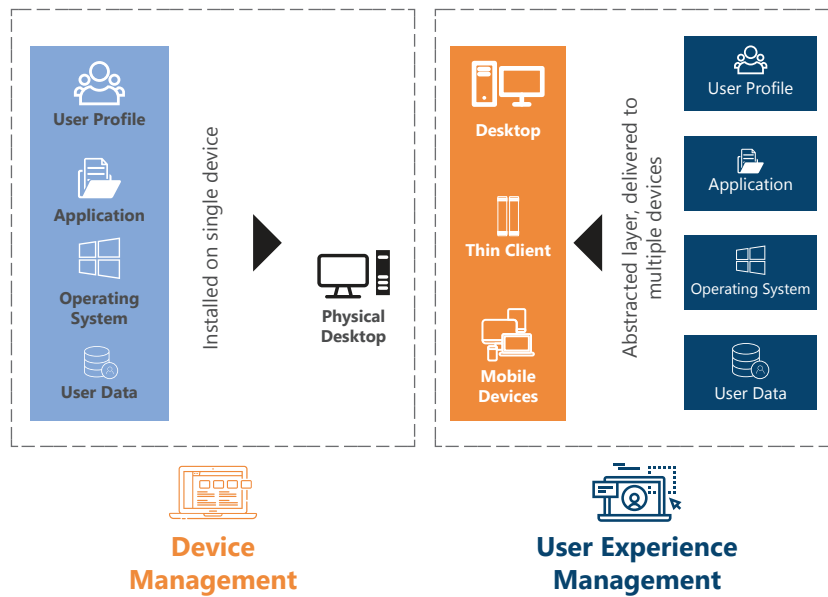 User Profile
Application
Operating
System
User Data
Installed on single device
Physical
Desktop
Device
Management
Desktop
Thin Client
Mobile
Devices
Abstracted layer, delivered to
multiple devices
User Profile
Application
Operating System
User Data
User Experience
Management